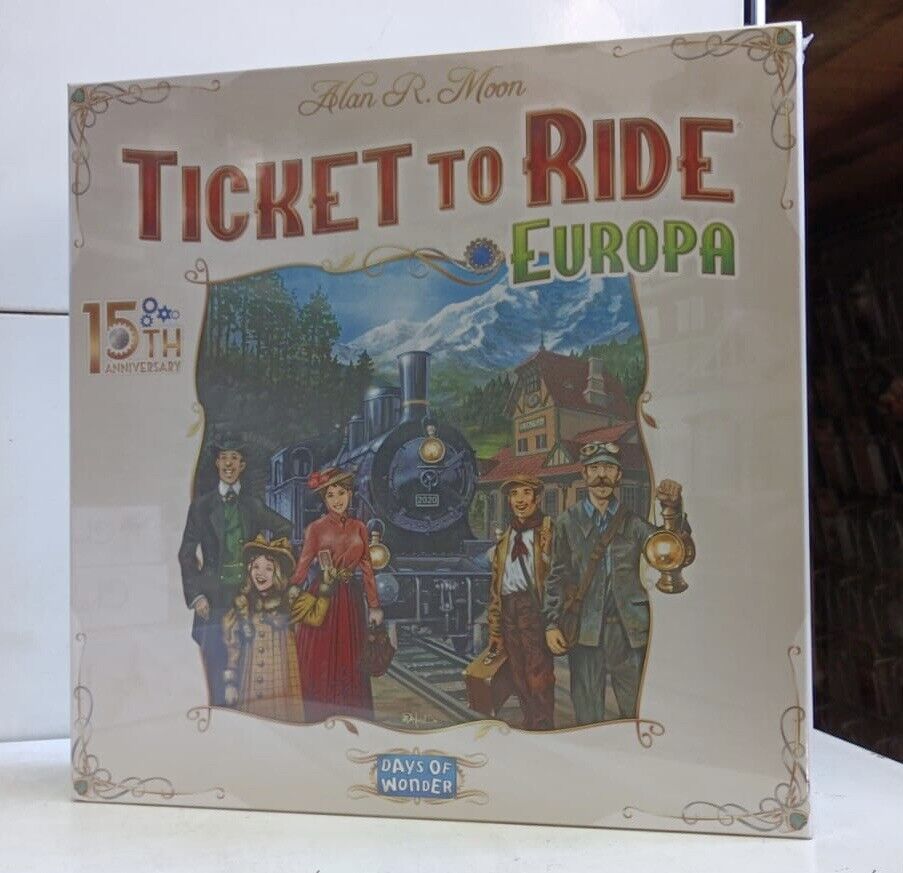 Alan R. Moon
TICKET TO RIDE
EUROPA
15TH
ANNIVERSARY
2020
DAYS OF
WONDER